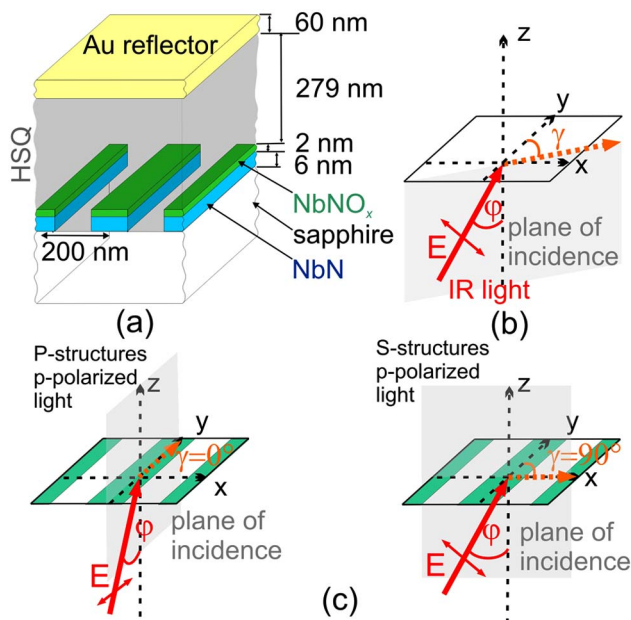 Au reflector
60 nm
279 nm
2 nm
6 nm
HSQ
NbNOₓ
sapphire
NbN
200 nm
(a)
z
y
γ
x
φ
E
plane of
incidence
IR light
(b)
P-structures
p-polarized
light
z
y
γ=0°
x
φ
plane of
incidence
E
S-structures
p-polarized
light
z
y
γ=90°
x
φ
plane of
incidence
E
(c)